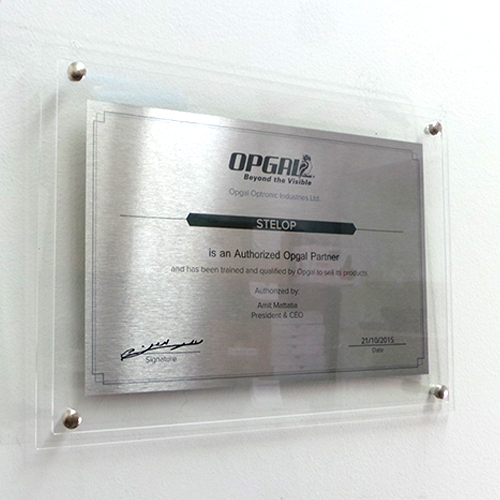 OPGAL
Beyond the Visible
Opgal Optronic Industries Ltd.
STELOP
is an Authorized Opgal Partner
and has been trained and qualified by Opgal to sell its products
Authorized by:
Amit Mattatia
President & CEO
Signature
21/10/2015
Date